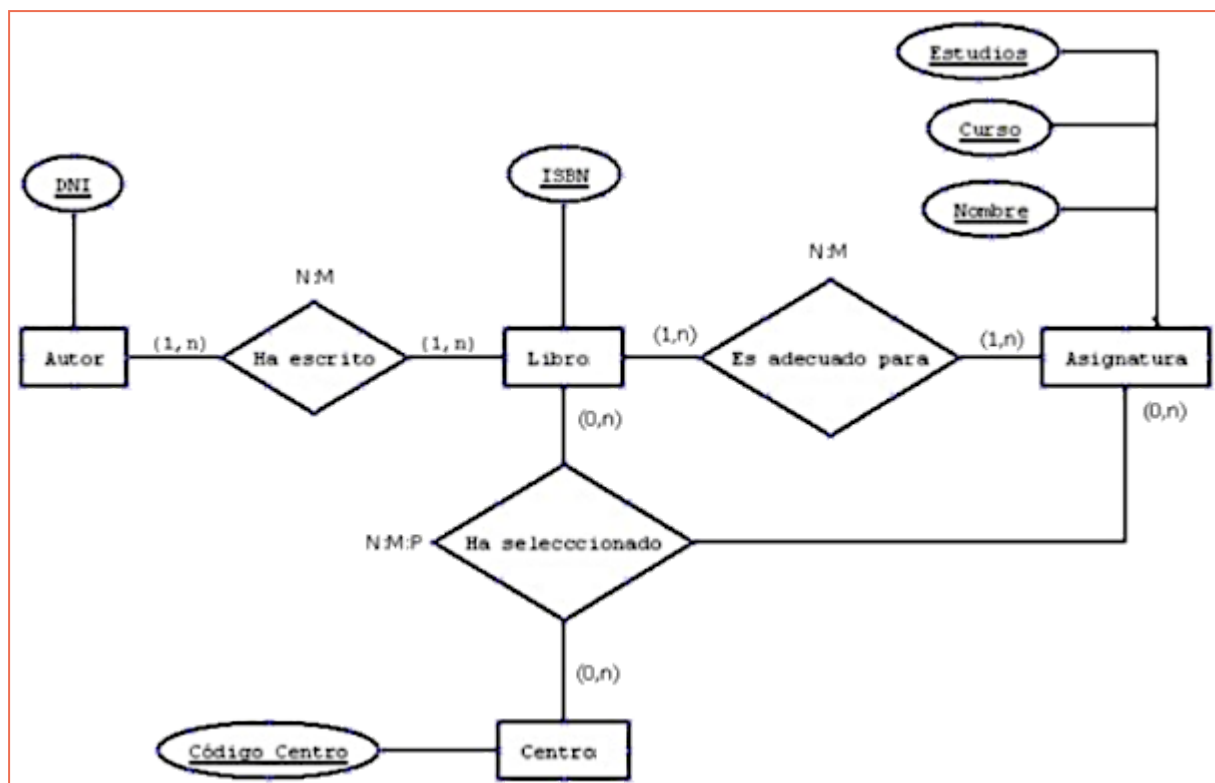 Estudios
Curso
Nombre
DNI
ISBN
N:M
N:M
Autor
(1,n)
Ha escrito
(1,n)
Libro
(1,n)
Es adecuado para
(1,n)
Asignatura
(0,n)
(0,n)
N:M:P
Ha selecccionado
(0,n)
Código Centro
Centro